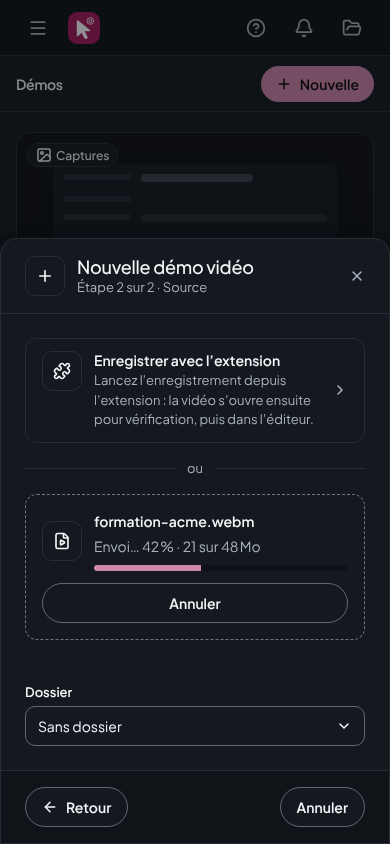 Démos
+ Nouvelle
Captures
Nouvelle démo vidéo
Étape 2 sur 2 · Source
Enregistrer avec l’extension
Lancez l’enregistrement depuis
l’extension : la vidéo s’ouvre ensuite
pour vérification, puis dans l’éditeur.
ou
formation-acme.webm
Envoi… 42 % · 21 sur 48 Mo
Annuler
Dossier
Sans dossier
Retour
Annuler